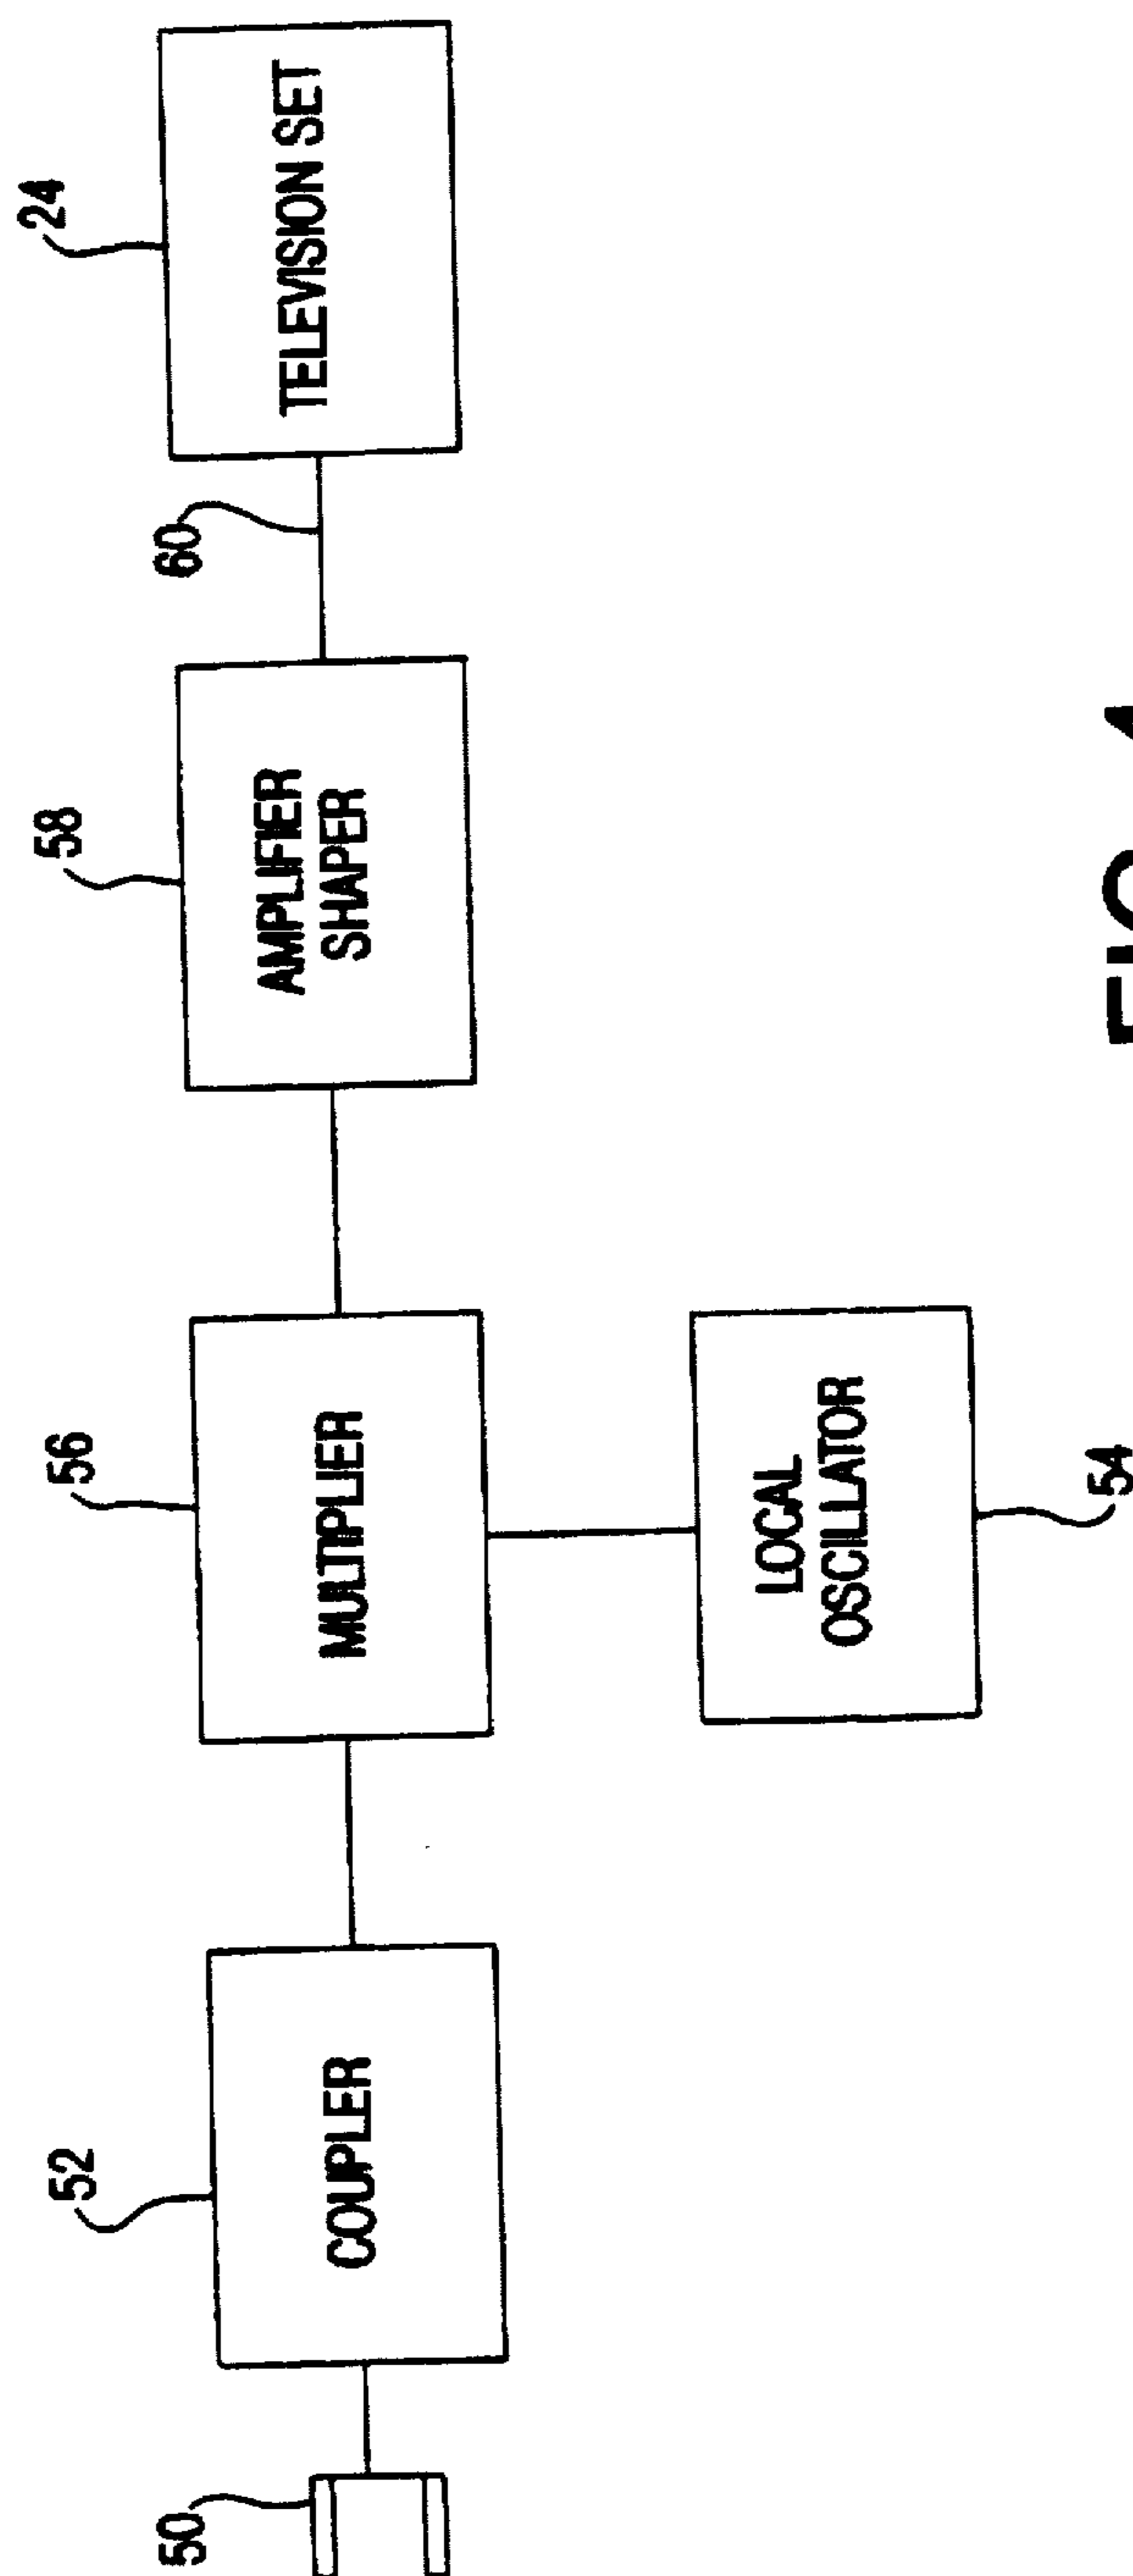 50
52
COUPLER
56
MULTIPLIER
LOCAL
OSCILLATOR
54
58
AMPLIFIER
SHAPER
60
24
TELEVISION SET